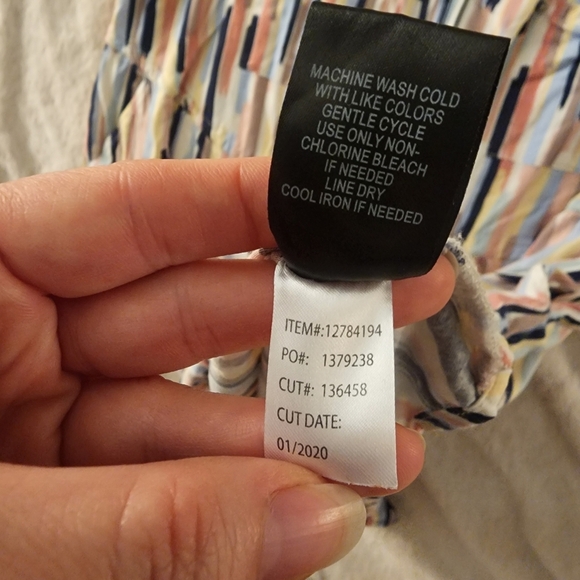 MACHINE WASH COLD
WITH LIKE COLORS
GENTLE CYCLE
USE ONLY NON-
CHLORINE BLEACH
IF NEEDED
LINE DRY
COOL IRON IF NEEDED
ITEM#:12784194
PO#: 1379238
CUT#: 136458
CUT DATE:
01/2020